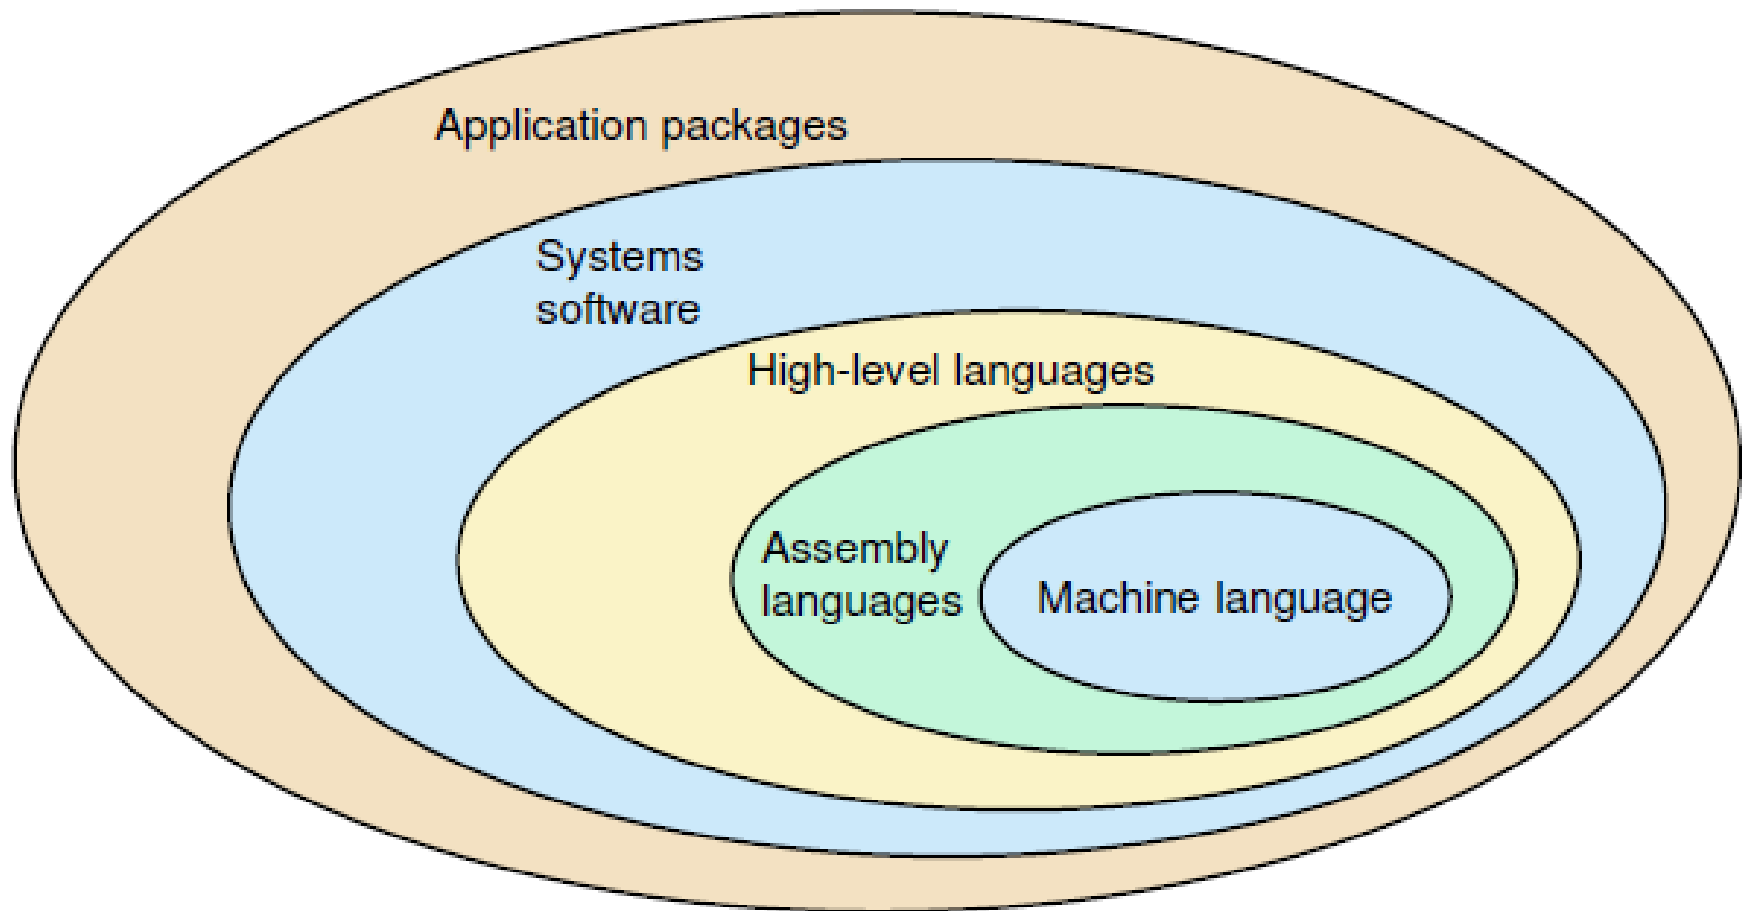 Application packages
Systems
software
High-level languages
Assembly
languages
Machine language